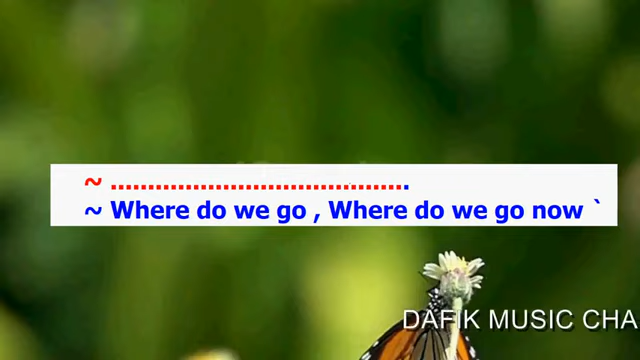 ~ ........................................
~ Where do we go , Where do we go now `
DAFIK MUSIC CHA